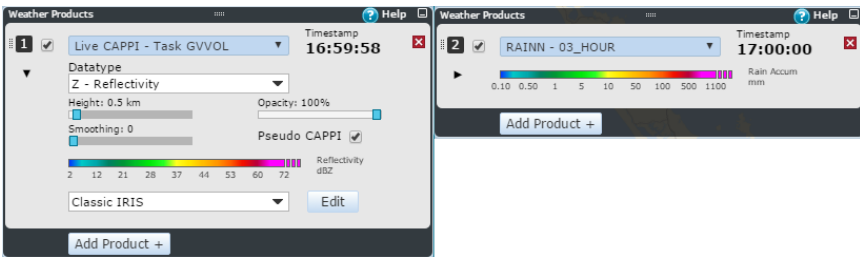 Weather Products
? Help
1
Live CAPPI - Task GVVOL
Timestamp
16:59:58
Datatype
Z - Reflectivity
Height: 0.5 km
Opacity: 100%
Smoothing: 0
Pseudo CAPPI
Reflectivity
dBZ
2 12 21 28 37 44 53 60 72
Classic IRIS
Edit
Add Product +
Weather Products
? Help
2
RAINN - 03_HOUR
Timestamp
17:00:00
Rain Accum
mm
0.10 0.50 1 5 10 50 100 500 1100
Add Product +